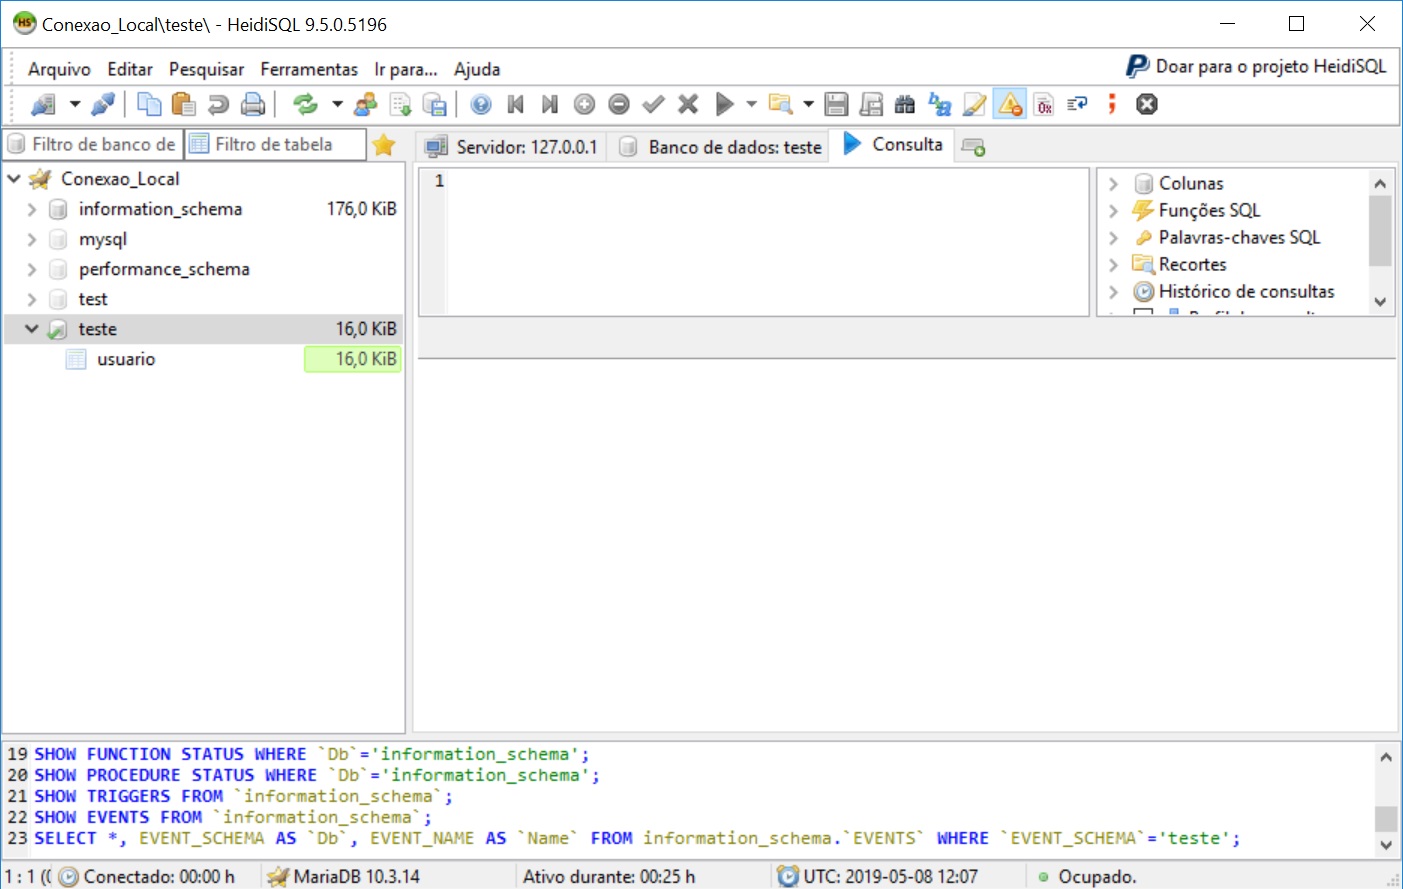 Conexao_Local\teste\ - HeidiSQL 9.5.0.5196
Arquivo Editar Pesquisar Ferramentas Ir para... Ajuda
Doar para o projeto HeidiSQL
Filtro de banco de
Filtro de tabela
Servidor: 127.0.0.1
Banco de dados: teste
Consulta
Conexao_Local
information_schema 176,0 KiB
mysql
performance_schema
test
teste 16,0 KiB
usuario 16,0 KiB
1
Colunas
Funções SQL
Palavras-chaves SQL
Recortes
Histórico de consultas
19 SHOW FUNCTION STATUS WHERE `Db`='information_schema';
20 SHOW PROCEDURE STATUS WHERE `Db`='information_schema';
21 SHOW TRIGGERS FROM `information_schema`;
22 SHOW EVENTS FROM `information_schema`;
23 SELECT *, EVENT_SCHEMA AS `Db`, EVENT_NAME AS `Name` FROM information_schema.`EVENTS` WHERE `EVENT_SCHEMA`='teste';
1 : 1 ((
Conectado: 00:00 h
MariaDB 10.3.14
Ativo durante: 00:25 h
UTC: 2019-05-08 12:07
Ocupado.